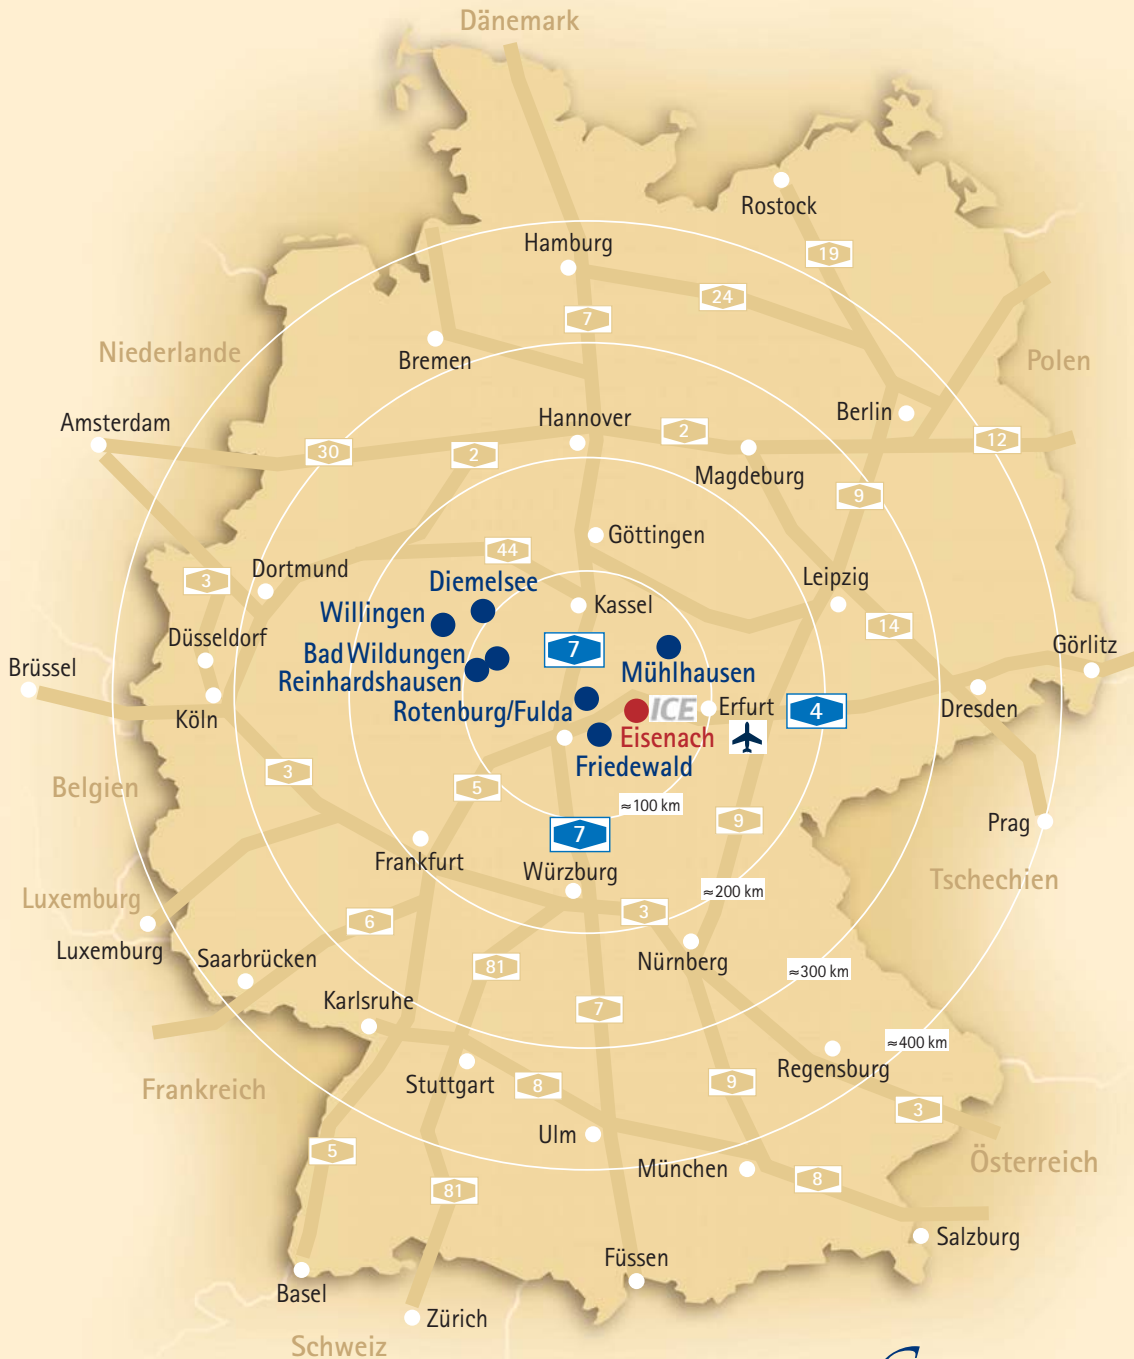 Dänemark
Rostock
Hamburg
19
24
7
Niederlande
Bremen
Polen
Amsterdam
Hannover
Berlin
30
2
2
12
Magdeburg
9
Göttingen
44
3
Dortmund
Diemelsee
Leipzig
Willingen
Kassel
14
Düsseldorf
Bad Wildungen
7
Görlitz
Brüssel
Reinhardshausen
Mühlhausen
Köln
Rotenburg/Fulda
ICE
Erfurt
4
Dresden
Eisenach
Friedewald
3
Belgien
5
≈100 km
9
Prag
7
Frankfurt
Würzburg
Tschechien
Luxemburg
≈200 km
6
3
Luxemburg
Saarbrücken
81
Nürnberg
≈300 km
Karlsruhe
7
≈400 km
Regensburg
Frankreich
Stuttgart
8
9
3
5
Ulm
München
Österreich
81
8
Salzburg
Füssen
Basel
Zürich
Schweiz